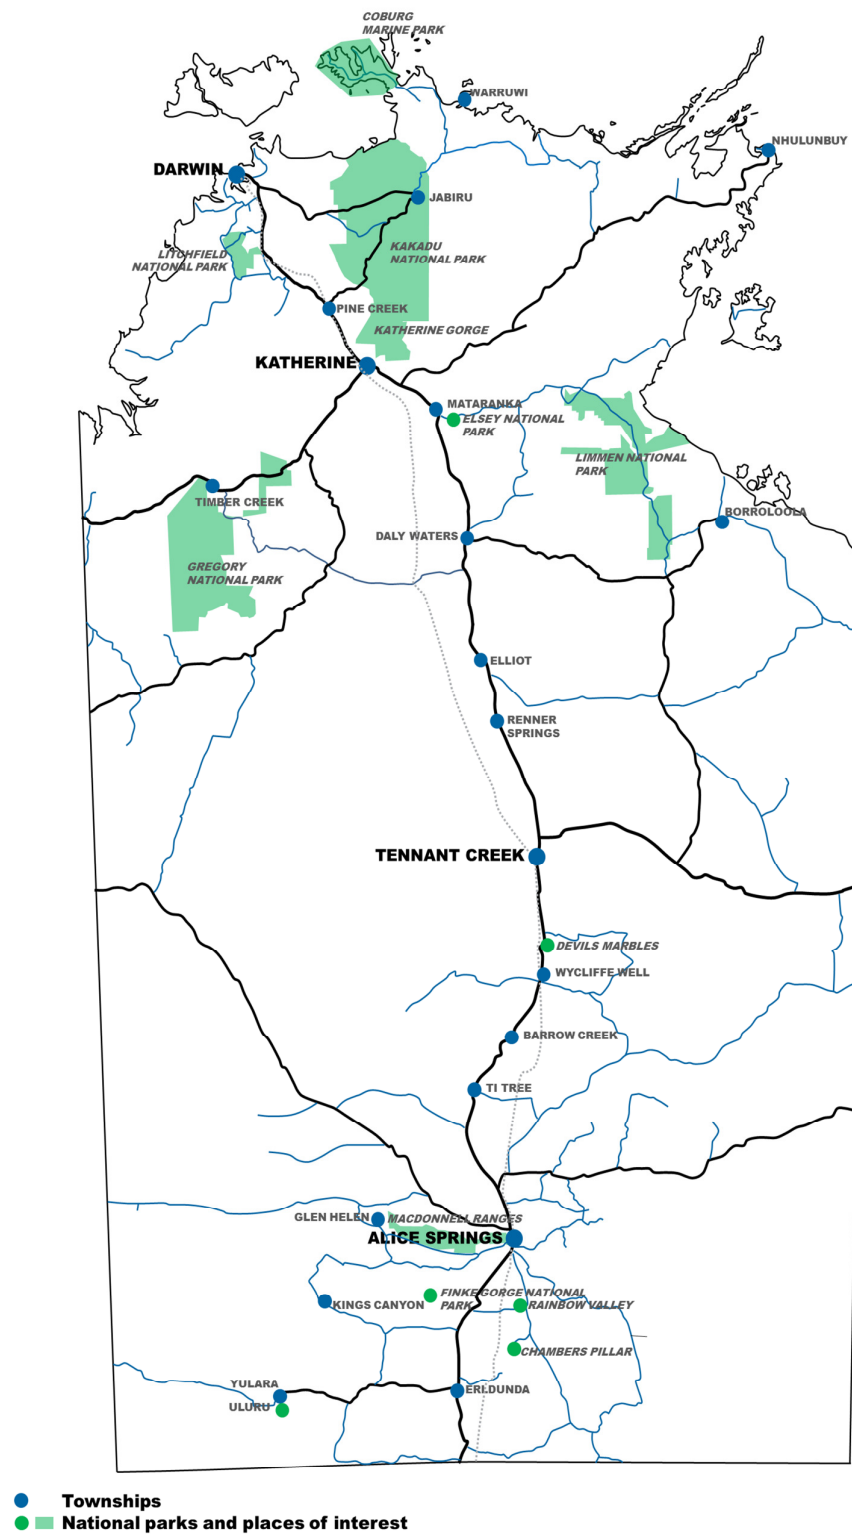 COBURG
MARINE PARK
WARRUWI
NHULUNBUY
DARWIN
JABIRU
KAKADU
NATIONAL PARK
LITCHFIELD
NATIONAL PARK
PINE CREEK
KATHERINE GORGE
KATHERINE
MATARANKA
ELSEY NATIONAL
PARK
LIMMEN NATIONAL
PARK
TIMBER CREEK
BORROLOOLA
DALY WATERS
GREGORY
NATIONAL PARK
ELLIOT
RENNER
SPRINGS
TENNANT CREEK
DEVILS MARBLES
WYCLIFFE WELL
BARROW CREEK
TI TREE
GLEN HELEN
MACDONNELL RANGES
ALICE SPRINGS
FINKE GORGE NATIONAL
PARK
KINGS CANYON
RAINBOW VALLEY
CHAMBERS PILLAR
YULARA
ERLDUNDA
ULURU
Townships
National parks and places of interest